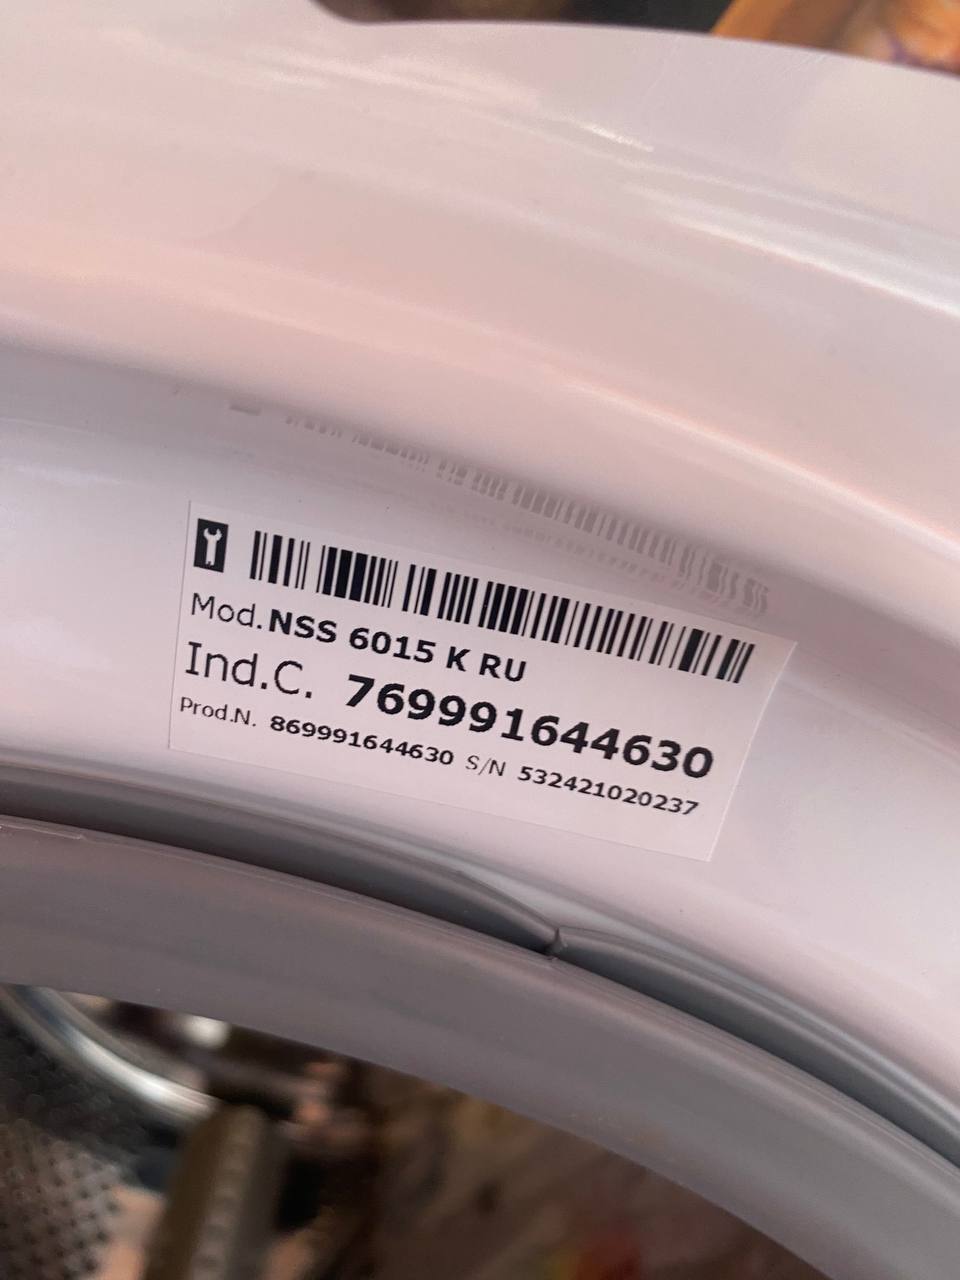 Mod. NSS 6015 K RU
Ind.C. 769991644630
Prod.N. 869991644630 S/N 532421020237